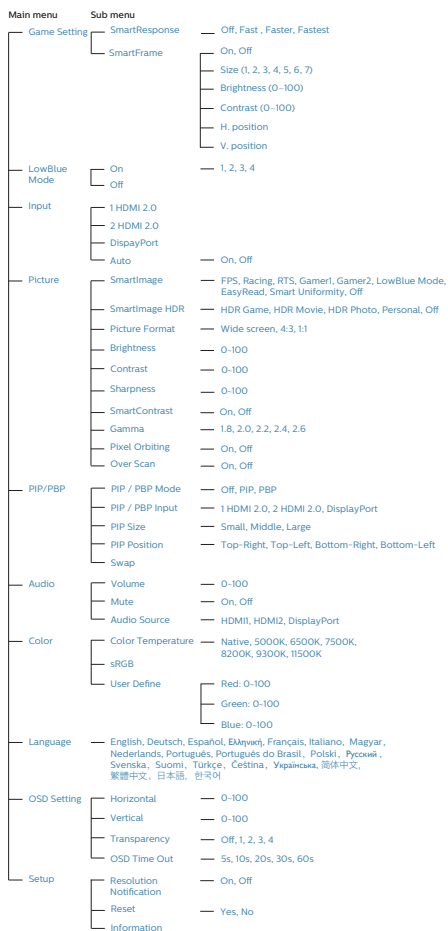 Main menu Sub menu
Game Setting SmartResponse Off, Fast , Faster, Fastest
SmartFrame On, Off
Size (1, 2, 3, 4, 5, 6, 7)
Brightness (0-100)
Contrast (0-100)
H. position
V. position
LowBlue Mode On 1, 2, 3, 4
Off
Input 1 HDMI 2.0
2 HDMI 2.0
DispayPort
Auto On, Off
Picture SmartImage FPS, Racing, RTS, Gamer1, Gamer2, LowBlue Mode,
EasyRead, Smart Uniformity, Off
SmartImage HDR HDR Game, HDR Movie, HDR Photo, Personal, Off
Picture Format Wide screen, 4:3, 1:1
Brightness 0-100
Contrast 0-100
Sharpness 0-100
SmartContrast On, Off
Gamma 1.8, 2.0, 2.2, 2.4, 2.6
Pixel Orbiting On, Off
Over Scan On, Off
PIP/PBP PIP / PBP Mode Off, PIP, PBP
PIP / PBP Input 1 HDMI 2.0, 2 HDMI 2.0, DisplayPort
PIP Size Small, Middle, Large
PIP Position Top-Right, Top-Left, Bottom-Right, Bottom-Left
Swap
Audio Volume 0-100
Mute On, Off
Audio Source HDMI1, HDMI2, DisplayPort
Color Color Temperature Native, 5000K, 6500K, 7500K,
8200K, 9300K, 11500K
sRGB
User Define Red: 0-100
Green: 0-100
Blue: 0-100
Language English, Deutsch, Español, Ελληνική, Français, Italiano, Magyar,
Nederlands, Português, Português do Brasil, Polski, Русский ,
Svenska, Suomi, Türkçe, Čeština, Українська, 简体中文,
繁體中文, 日本語, 한국어
OSD Setting Horizontal 0-100
Vertical 0-100
Transparency Off, 1, 2, 3, 4
OSD Time Out 5s, 10s, 20s, 30s, 60s
Setup Resolution On, Off
Notification
Reset Yes, No
Information